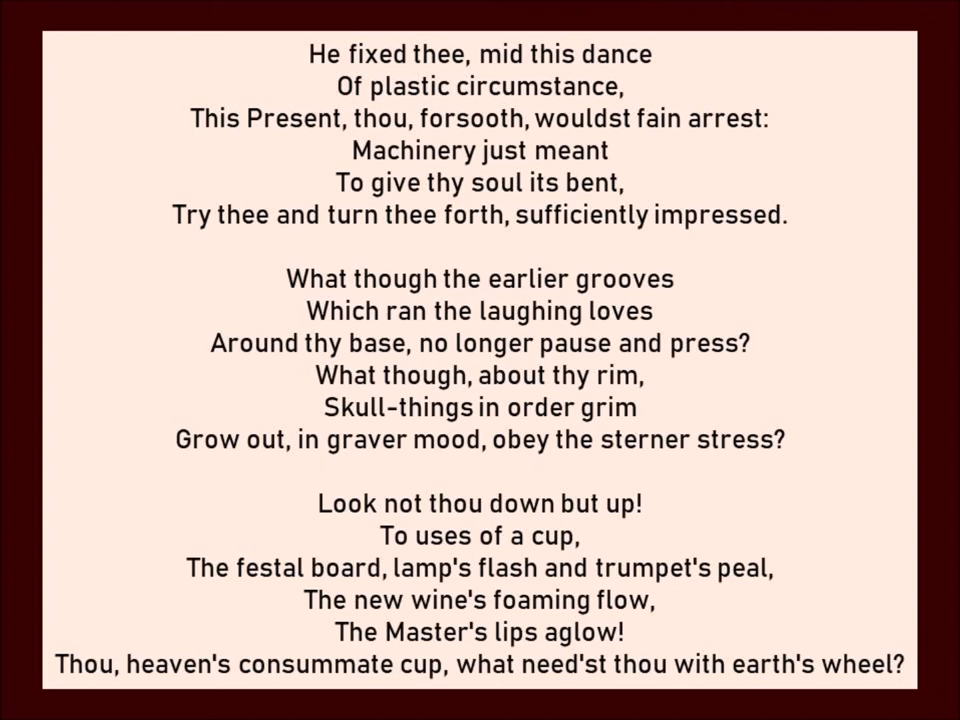 He fixed thee, mid this dance
Of plastic circumstance,
This Present, thou, forsooth, wouldst fain arrest:
Machinery just meant
To give thy soul its bent,
Try thee and turn thee forth, sufficiently impressed.
What though the earlier grooves
Which ran the laughing loves
Around thy base, no longer pause and press?
What though, about thy rim,
Skull-things in order grim
Grow out, in graver mood, obey the sterner stress?
Look not thou down but up!
To uses of a cup,
The festal board, lamp's flash and trumpet's peal,
The new wine's foaming flow,
The Master's lips aglow!
Thou, heaven's consummate cup, what need'st thou with earth's wheel?